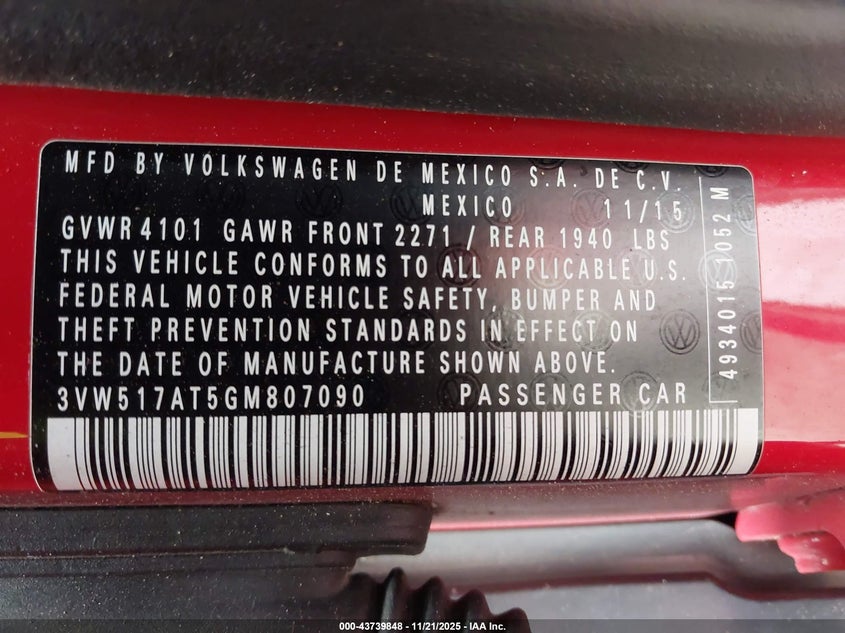 MFD BY VOLKSWAGEN DE MEXICO S.A. DE C.V.
MEXICO 11/15
GVWR 4101 GAWR FRONT 2271 / REAR 1940 LBS
THIS VEHICLE CONFORMS TO ALL APPLICABLE U.S.
FEDERAL MOTOR VEHICLE SAFETY, BUMPER AND
THEFT PREVENTION STANDARDS IN EFFECT ON
THE DATE OF MANUFACTURE SHOWN ABOVE.
3VW517AT5GM807090 PASSENGER CAR
4934015 1052 M
000-43739848 - 11/21/2025 - IAA Inc.